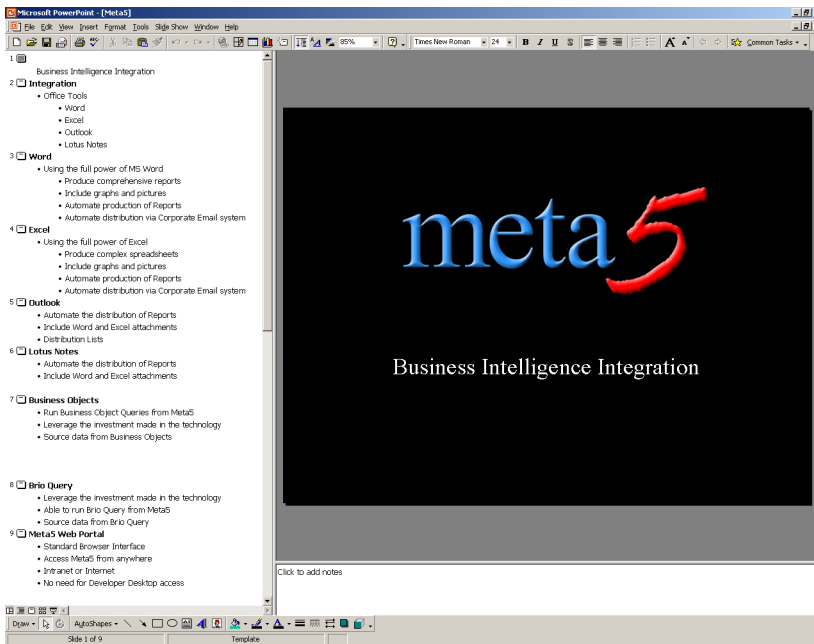 Microsoft PowerPoint - [Meta5]
File Edit View Insert Format Tools Slide Show Window Help
85% Times New Roman 24 B I U S A A Common Tasks
1
Business Intelligence Integration
2 Integration
• Office Tools
• Word
• Excel
• Outlook
• Lotus Notes
3 Word
• Using the full power of MS Word
• Produce comprehensive reports
• Include graphs and pictures
• Automate production of Reports
• Automate distribution via Corporate Email system
4 Excel
• Using the full power of Excel
• Produce complex spreadsheets
• Include graphs and pictures
• Automate production of Reports
• Automate distribution via Corporate Email system
5 Outlook
• Automate the distribution of Reports
• Include Word and Excel attachments
• Distribution Lists
6 Lotus Notes
• Automate the distribution of Reports
• Include Word and Excel attachments
7 Business Objects
• Run Business Object Queries from Meta5
• Leverage the investment made in the technology
• Source data from Business Objects
8 Brio Query
• Leverage the investment made in the technology
• Able to run Brio Query from Meta5
• Source data from Brio Query
9 Meta5 Web Portal
• Standard Browser Interface
• Access Meta5 from anywhere
• Intranet or Internet
• No need for Developer Desktop access
meta5
Business Intelligence Integration
Click to add notes
Draw AutoShapes
Slide 1 of 9 Template